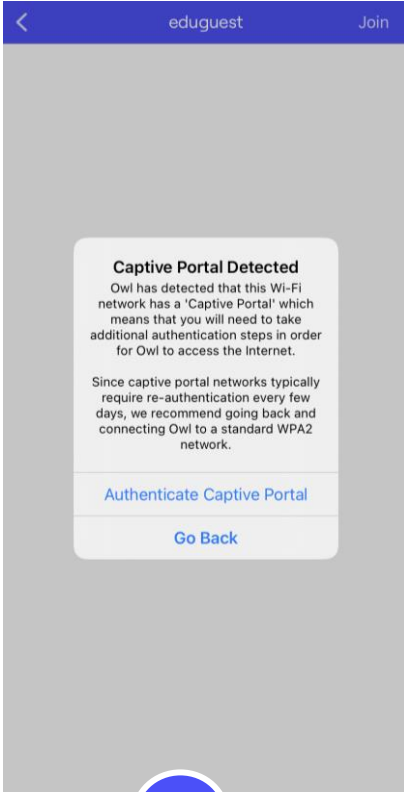 eduguest
Join
Captive Portal Detected
Owl has detected that this Wi-Fi
network has a 'Captive Portal' which
means that you will need to take
additional authentication steps in order
for Owl to access the Internet.
Since captive portal networks typically
require re-authentication every few
days, we recommend going back and
connecting Owl to a standard WPA2
network.
Authenticate Captive Portal
Go Back